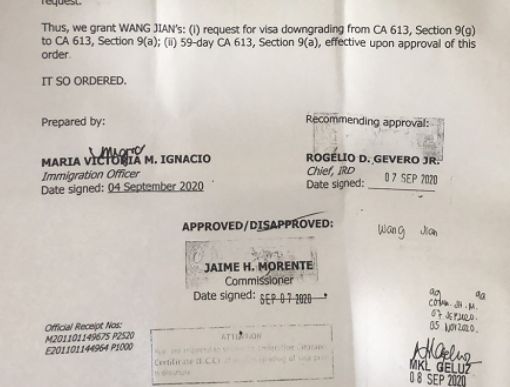 request.
Thus, we grant WANG JIAN's: (i) request for visa downgrading from CA 613, Section 9(g)
to CA 613, Section 9(a); (ii) 59-day CA 613, Section 9(a), effective upon approval of this
order.
IT SO ORDERED.
Prepared by:
Recommending approval:
MARIA VICTORIA M. IGNACIO
Immigration Officer
Date signed: 04 September 2020
ROGELIO D. GEVERO JR.
Chief, IRD
Date signed: 07 SEP 2020
APPROVED/DISAPPROVED:
Wang Jian
JAIME H. MORENTE
Commissioner
Date signed: SEP 07 2020
Official Receipt Nos:
M201101149675 P2520
E201101144964 P1000
ATTENTION
07 SEP2020.
05 NOV2020.
MKL GELUZ
08 SEP 2020